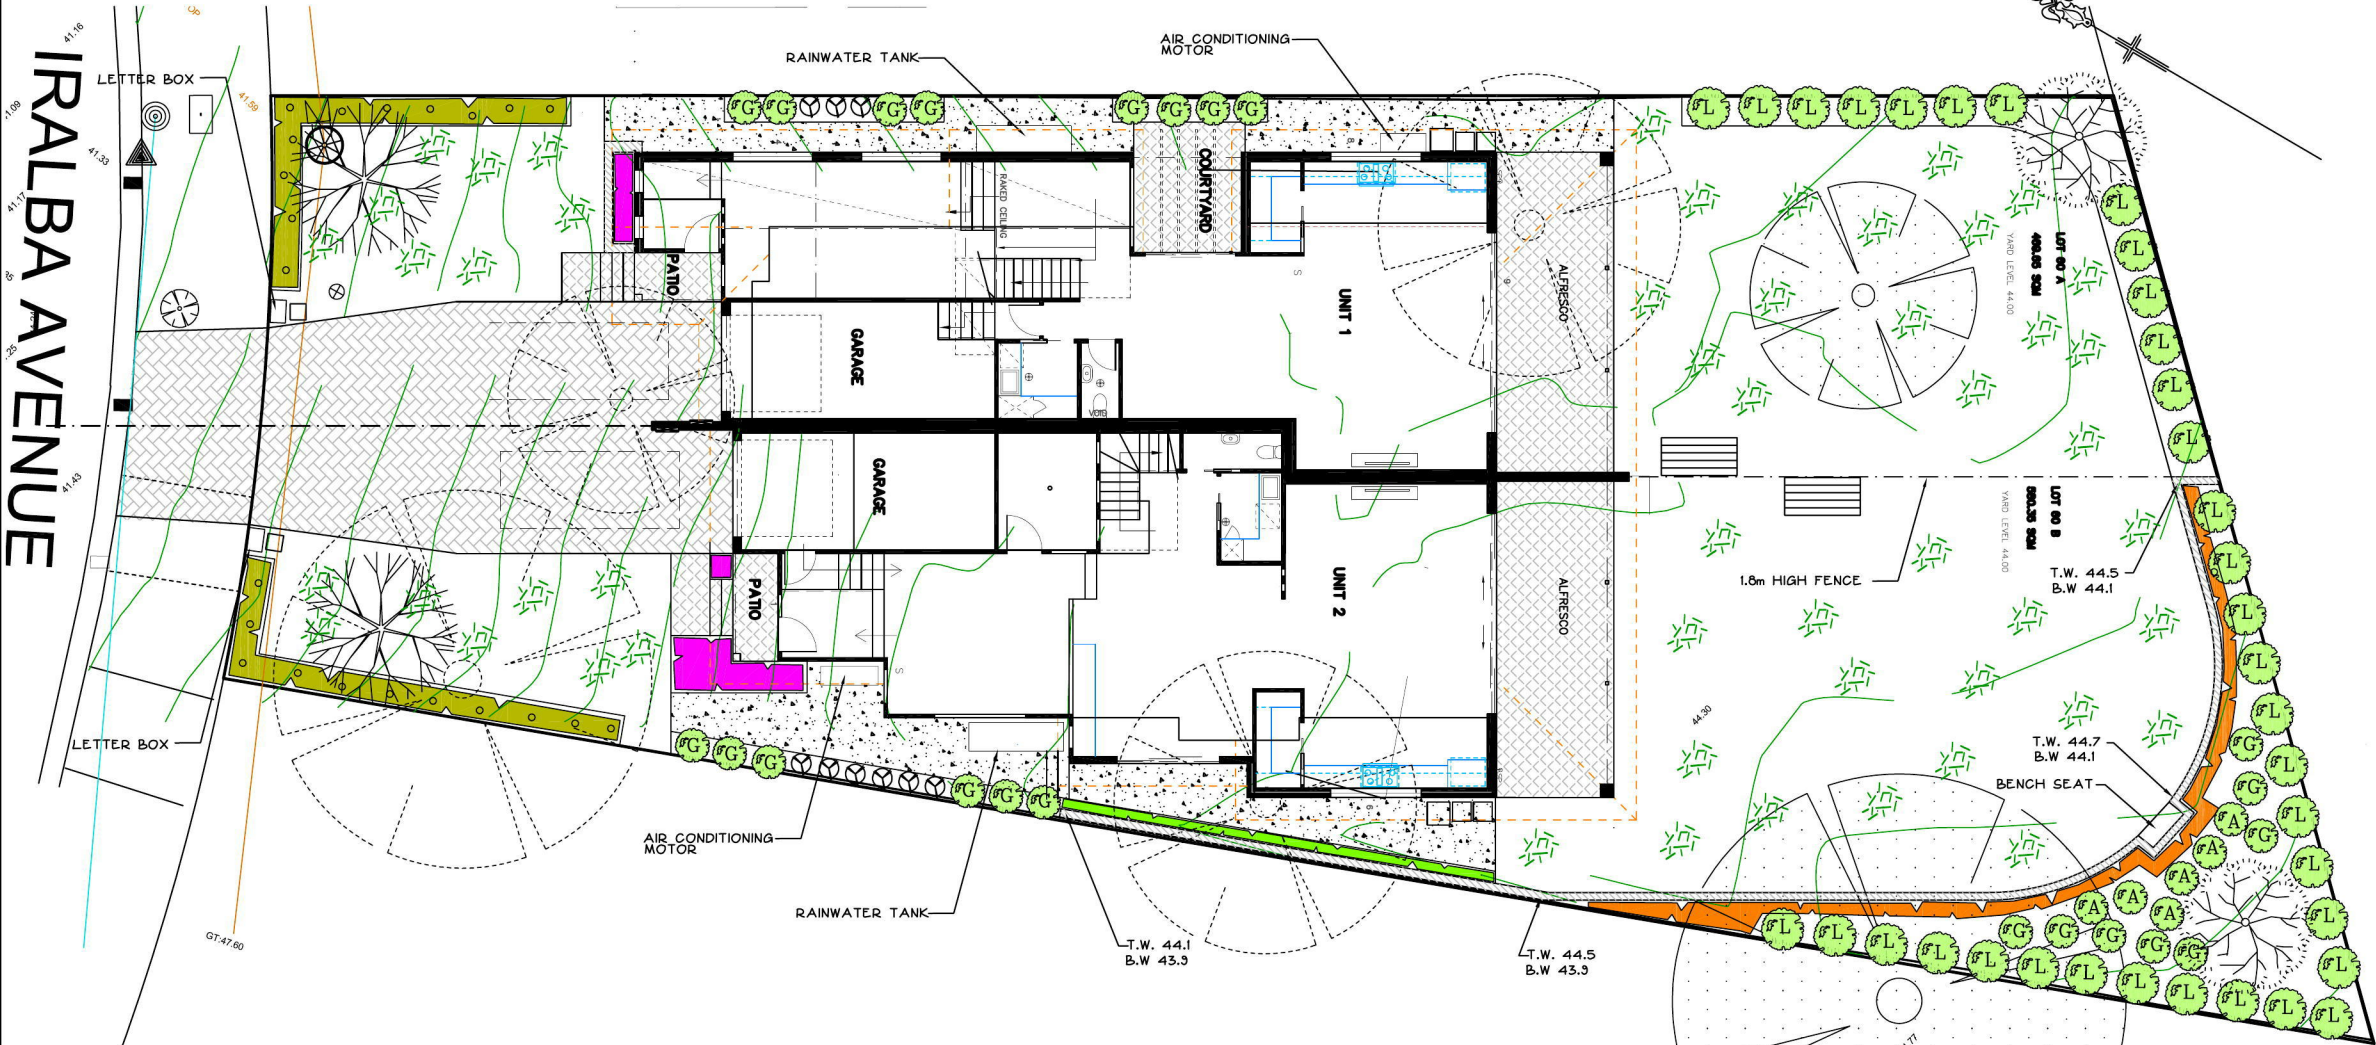 IRALBA AVENUE
41.16
41.33
41.17
41.43
41.59
LETTER BOX
RAINWATER TANK
AIR CONDITIONING
MOTOR
COURTYARD
RAKED CEILING
PATIO
GARAGE
UNIT 1
ALFRESCO
VOID
LOT 60 A
YARD LEVEL 44.00
G G G G
G G G G
L L L L L L L
L
L
L
L
L
L
GARAGE
PATIO
UNIT 2
ALFRESCO
1.8m HIGH FENCE
LOT 60 B
YARD LEVEL 44.00
T.W. 44.5
B.W 44.1
44.30
T.W. 44.7
B.W 44.1
BENCH SEAT
LETTER BOX
AIR CONDITIONING
MOTOR
RAINWATER TANK
G G G
G G G
T.W. 44.1
B.W 43.9
T.W. 44.5
B.W 43.9
GT:47.60
L
L
L
L
L
L
L
L
L
L
L
G
G
G
A
A
A
A
A
A
G
G
G
G
G
L
L
L
L
L
L
L
L
L
L
L
L